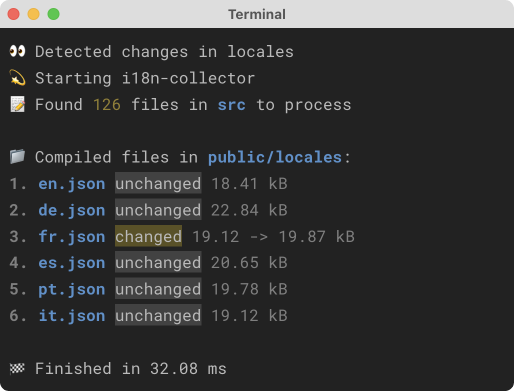 Terminal
👀 Detected changes in locales
💫 Starting i18n-collector
📝 Found 126 files in src to process
📁 Compiled files in public/locales:
1. en.json unchanged 18.41 kB
2. de.json unchanged 22.84 kB
3. fr.json changed 19.12 -> 19.87 kB
4. es.json unchanged 20.65 kB
5. pt.json unchanged 19.78 kB
6. it.json unchanged 19.12 kB
🏁 Finished in 32.08 ms